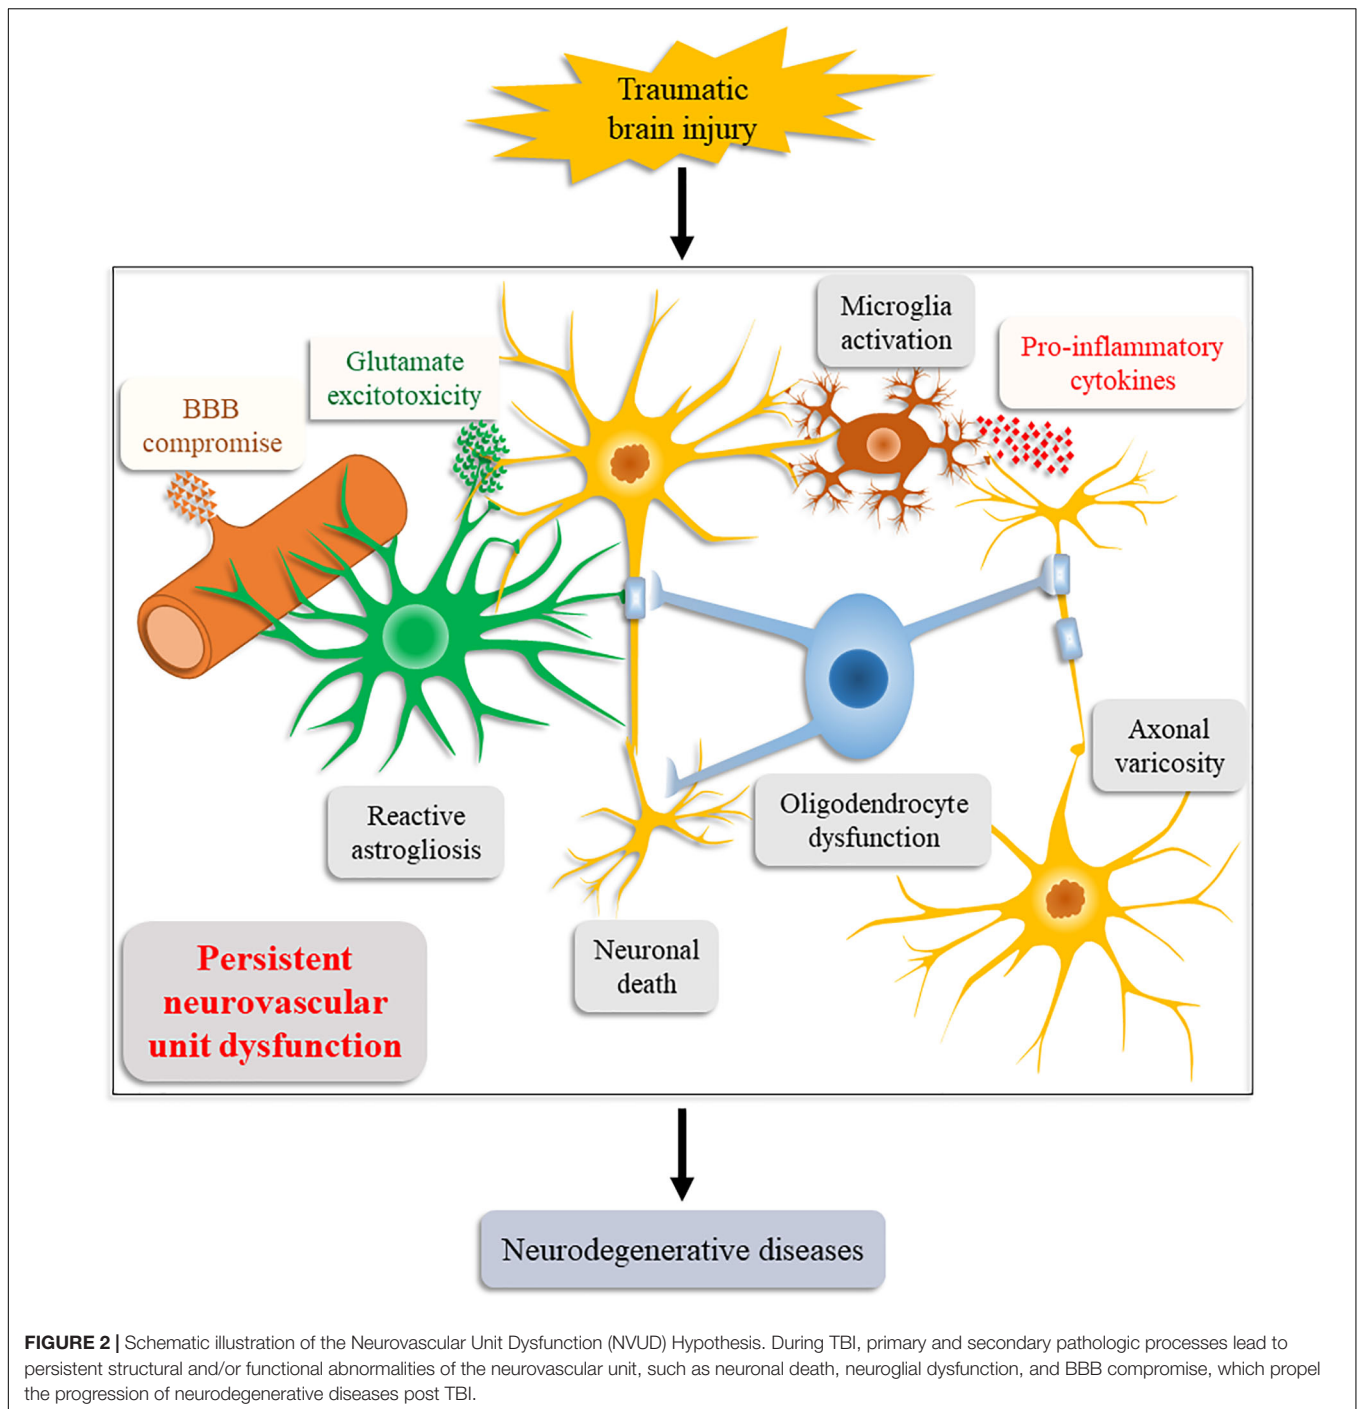 Traumatic
brain injury
Microglia
activation
Pro-inflammatory
cytokines
Glutamate
excitotoxicity
BBB
compromise
Axonal
varicosity
Oligodendrocyte
dysfunction
Reactive
astrogliosis
Neuronal
death
Persistent
neurovascular
unit dysfunction
Neurodegenerative diseases
FIGURE 2 | Schematic illustration of the Neurovascular Unit Dysfunction (NVUD) Hypothesis. During TBI, primary and secondary pathologic processes lead to
persistent structural and/or functional abnormalities of the neurovascular unit, such as neuronal death, neuroglial dysfunction, and BBB compromise, which propel
the progression of neurodegenerative diseases post TBI.